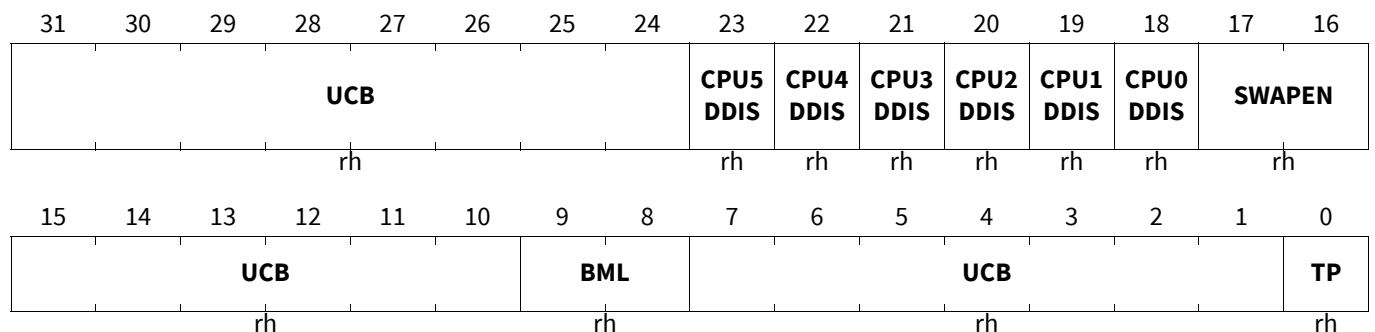 31 30 29 28 27 26 25 24 23 22 21 20 19 18 17 16
UCB CPU5 DDIS CPU4 DDIS CPU3 DDIS CPU2 DDIS CPU1 DDIS CPU0 DDIS SWAPEN
rh rh rh rh rh rh rh rh
15 14 13 12 11 10 9 8 7 6 5 4 3 2 1 0
UCB BML UCB TP
rh rh rh rh